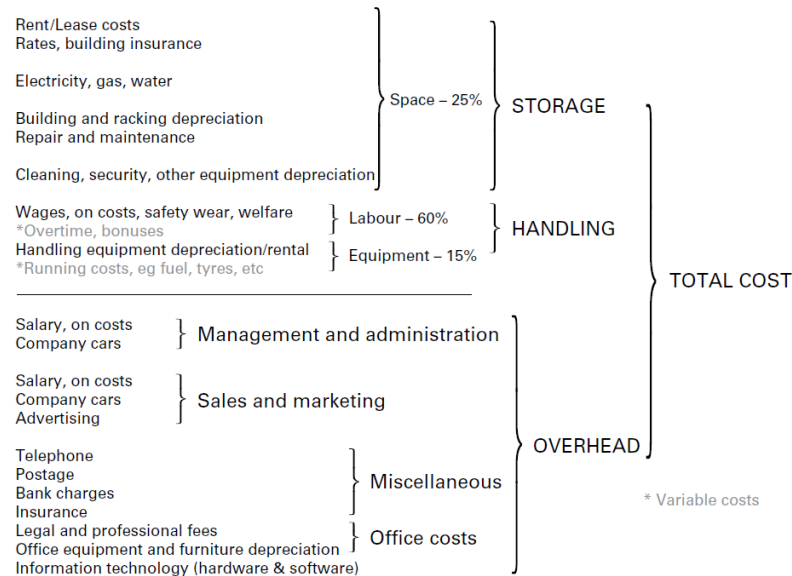 Rent/Lease costs
Rates, building insurance
Electricity, gas, water
Space – 25%
STORAGE
Building and racking depreciation
Repair and maintenance
Cleaning, security, other equipment depreciation
Wages, on costs, safety wear, welfare
*Overtime, bonuses
Labour – 60%
HANDLING
Handling equipment depreciation/rental
*Running costs, eg fuel, tyres, etc
Equipment – 15%
TOTAL COST
Salary, on costs
Company cars
Management and administration
Salary, on costs
Company cars
Advertising
Sales and marketing
OVERHEAD
Telephone
Postage
Bank charges
Insurance
Miscellaneous
Legal and professional fees
Office equipment and furniture depreciation
Office costs
Information technology (hardware & software)
* Variable costs